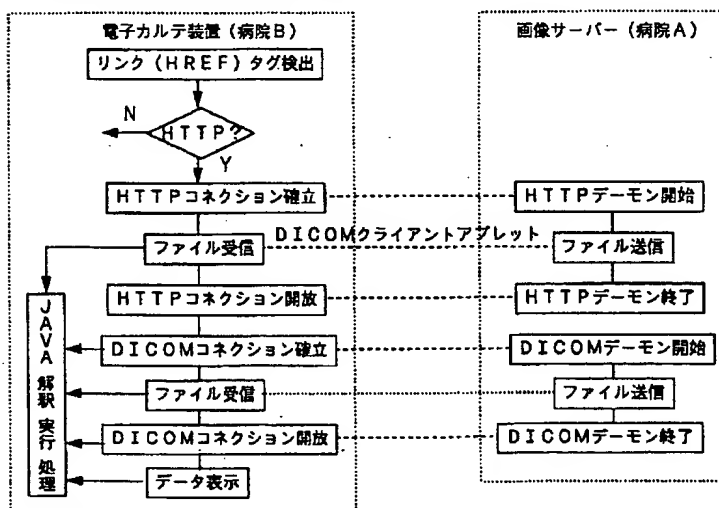 電子カルテ装置(病院B)
リンク(HREF)タグ検出
N
HTTP?
Y
HTTPコネクション確立
ファイル受信
HTTPコネクション開放
DICOMコネクション確立
ファイル受信
DICOMコネクション開放
データ表示
JAVA解釈実行処理
DICOMクライアントアプレット
画像サーバー(病院A)
HTTPデーモン開始
ファイル送信
HTTPデーモン終了
DICOMデーモン開始
ファイル送信
DICOMデーモン終了